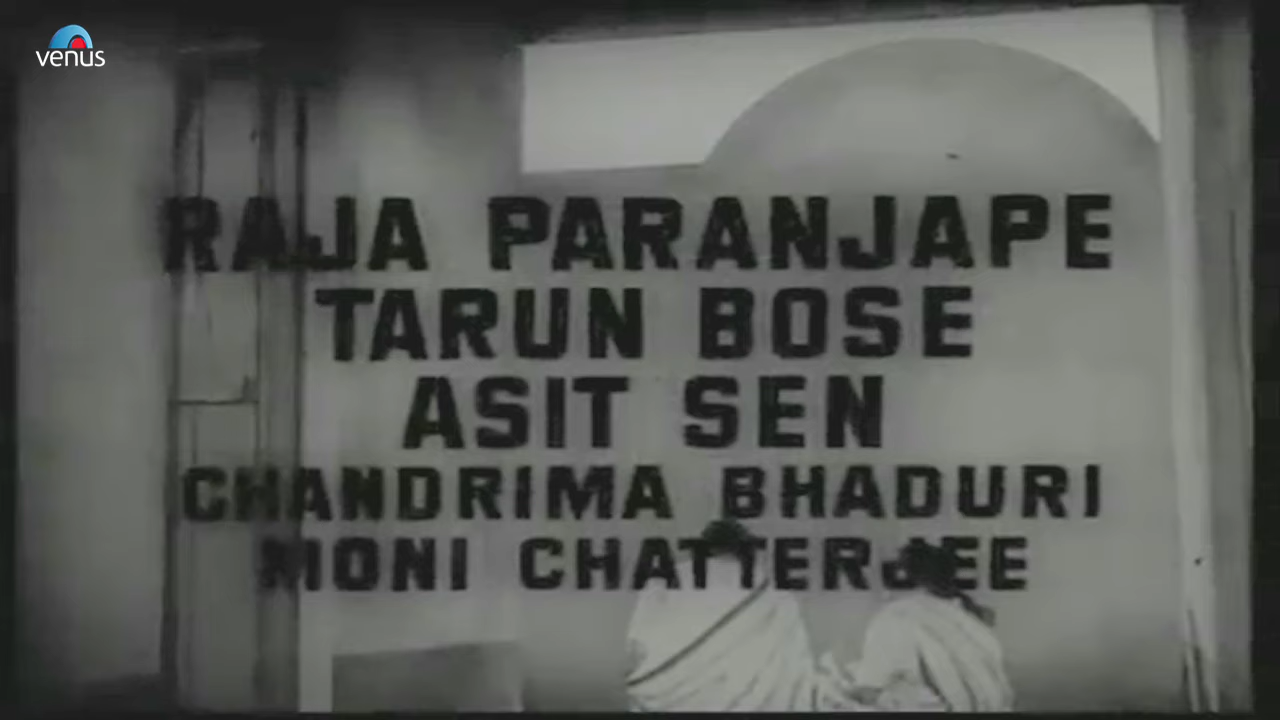 venus
RAJA PARANJAPE
TARUN BOSE
ASIT SEN
CHANDRIMA BHADURI
MONI CHATTERJEE